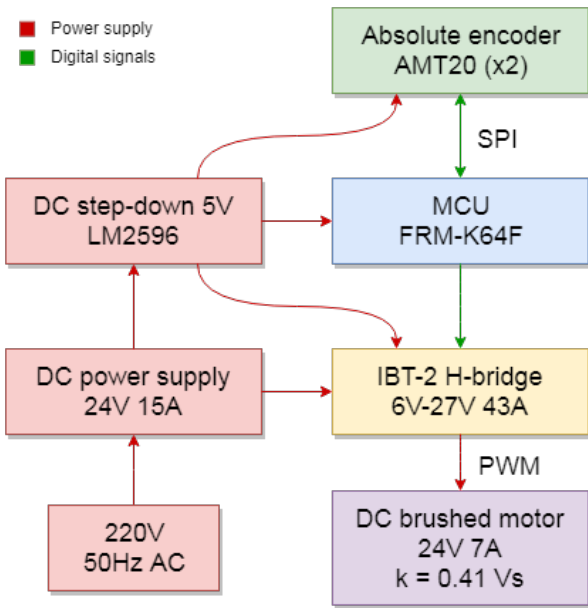 Power supply
Digital signals
Absolute encoder
AMT20 (x2)
SPI
DC step-down 5V
LM2596
MCU
FRM-K64F
DC power supply
24V 15A
IBT-2 H-bridge
6V-27V 43A
PWM
220V
50Hz AC
DC brushed motor
24V 7A
k = 0.41 Vs